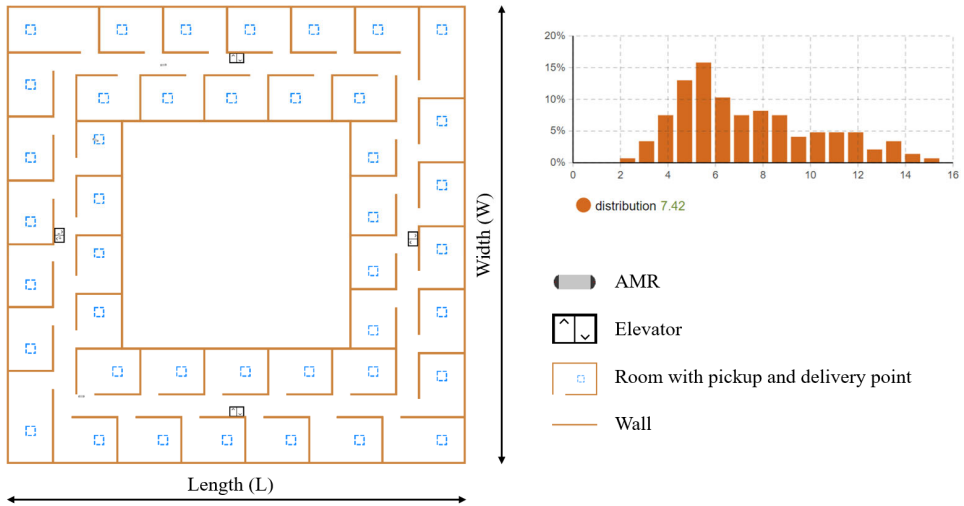 Width (W)
Length (L)
20%
15%
10%
5%
0%
0 2 4 6 8 10 12 14 16
distribution 7.42
AMR
Elevator
Room with pickup and delivery point
Wall